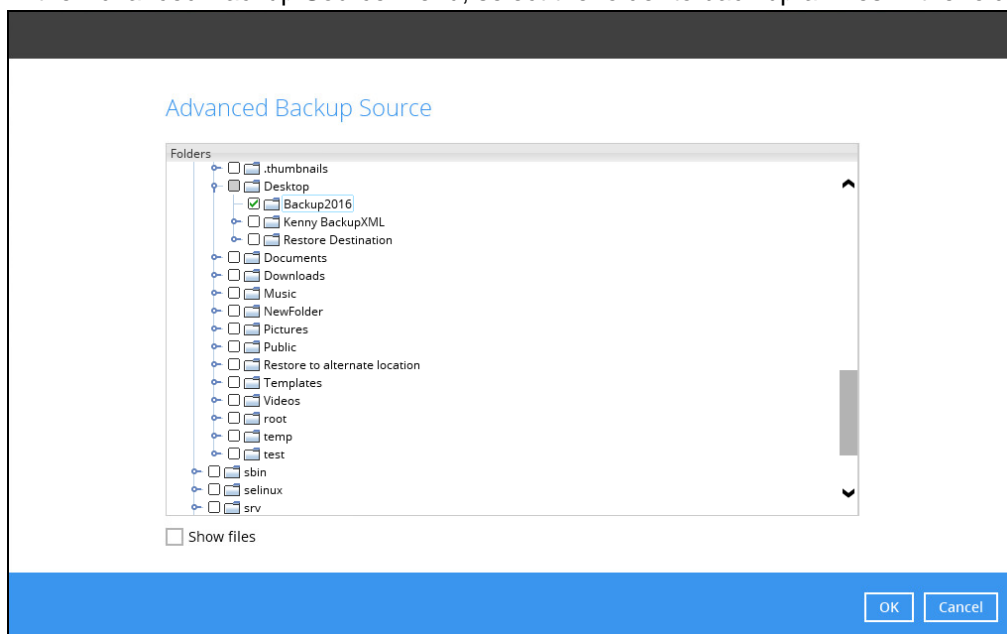 Advanced Backup Source
Folders
.thumbnails
Desktop
Backup2016
Kenny BackupXML
Restore Destination
Documents
Downloads
Music
NewFolder
Pictures
Public
Restore to alternate location
Templates
Videos
root
temp
test
sbin
selinux
srv
Show files
OK Cancel